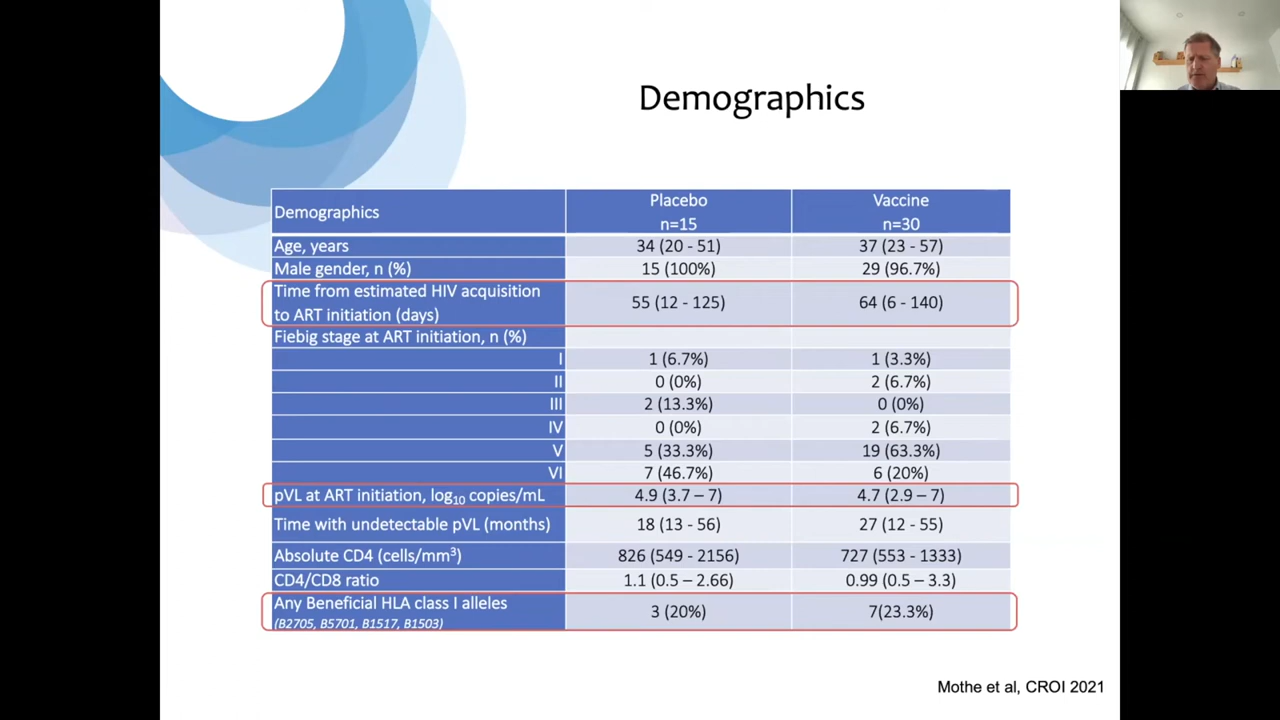 Demographics
Demographics Placebo n=15 Vaccine n=30
Age, years 34 (20 - 51) 37 (23 - 57)
Male gender, n (%) 15 (100%) 29 (96.7%)
Time from estimated HIV acquisition to ART initiation (days) 55 (12 - 125) 64 (6 - 140)
Fiebig stage at ART initiation, n (%)
I 1 (6.7%) 1 (3.3%)
II 0 (0%) 2 (6.7%)
III 2 (13.3%) 0 (0%)
IV 0 (0%) 2 (6.7%)
V 5 (33.3%) 19 (63.3%)
VI 7 (46.7%) 6 (20%)
pVL at ART initiation, log10 copies/mL 4.9 (3.7 – 7) 4.7 (2.9 – 7)
Time with undetectable pVL (months) 18 (13 - 56) 27 (12 - 55)
Absolute CD4 (cells/mm³) 826 (549 - 2156) 727 (553 - 1333)
CD4/CD8 ratio 1.1 (0.5 – 2.66) 0.99 (0.5 – 3.3)
Any Beneficial HLA class I alleles 3 (20%) 7(23.3%)
(B2705, B5701, B1517, B1503)
Mothe et al, CROI 2021